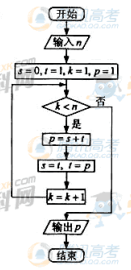 开始
输入n
s=0,t=1,k=1,p=1
k<n
否
是
p=s+t
s=t, t=p
k=k+1
输出p
结束